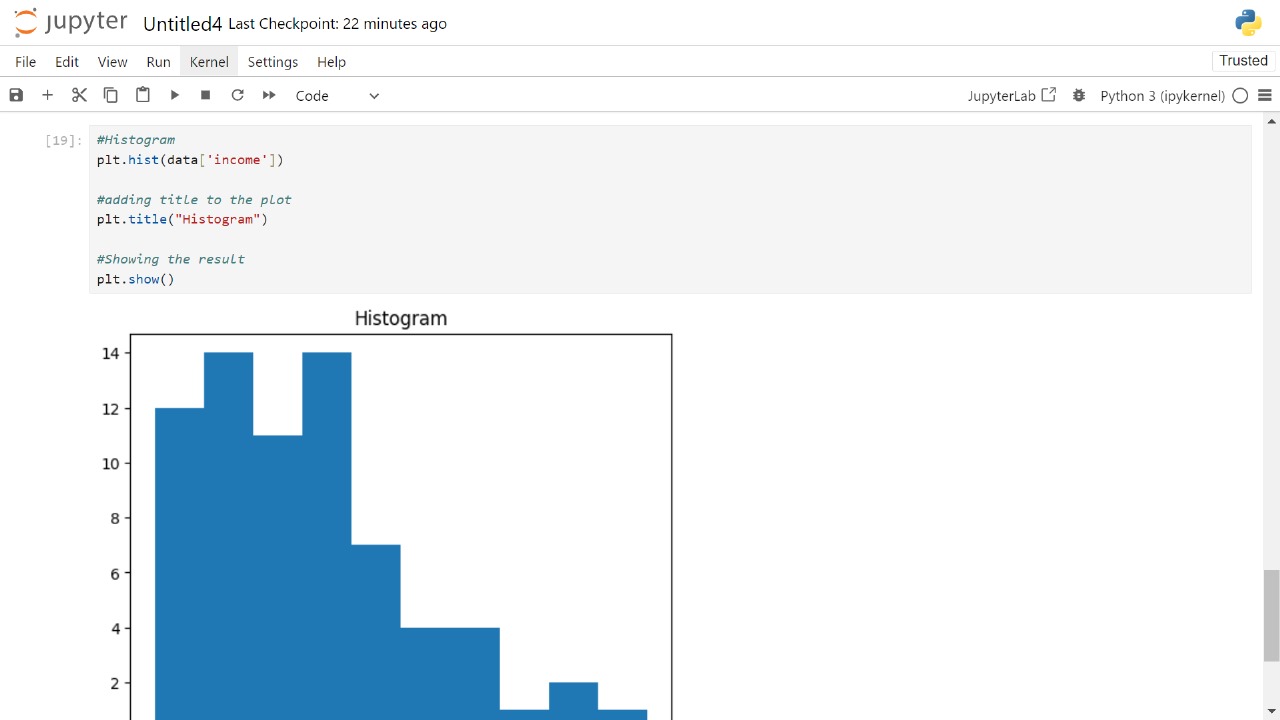 jupyter Untitled4 Last Checkpoint: 22 minutes ago
File Edit View Run Kernel Settings Help Trusted
Code JupyterLab Python 3 (ipykernel)
[19]: #Histogram
plt.hist(data['income'])
#adding title to the plot
plt.title("Histogram")
#Showing the result
plt.show()
Histogram
14
12
10
8
6
4
2